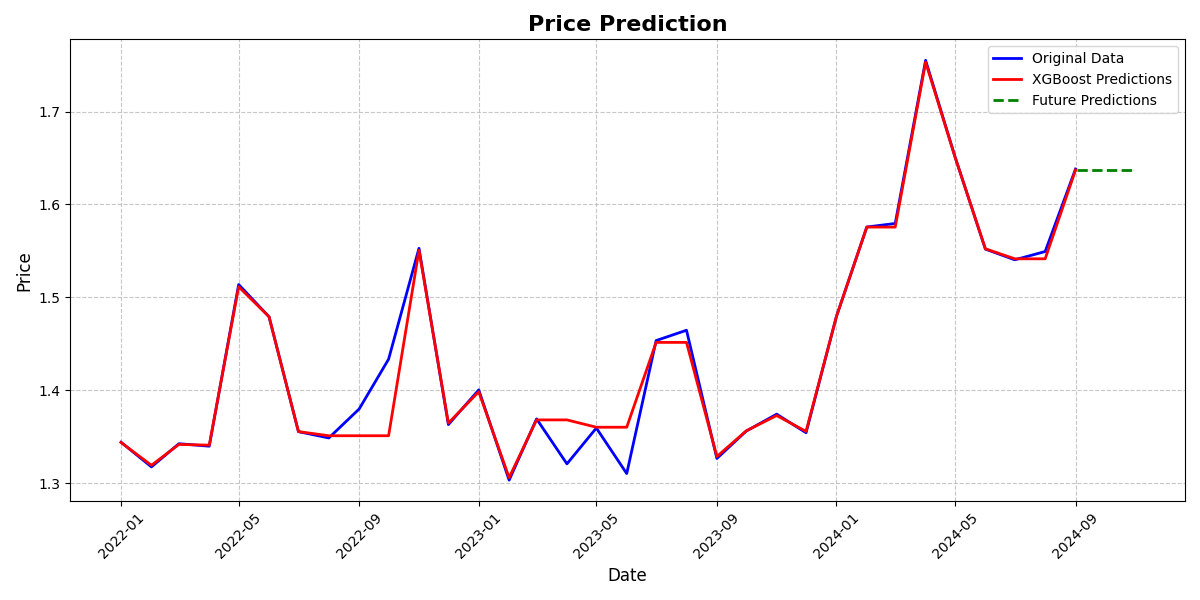 Price Prediction
Original Data
XGBoost Predictions
Future Predictions
Price
1.7
1.6
1.5
1.4
1.3
2022-01
2022-05
2022-09
2023-01
2023-05
2023-09
2024-01
2024-05
2024-09
Date